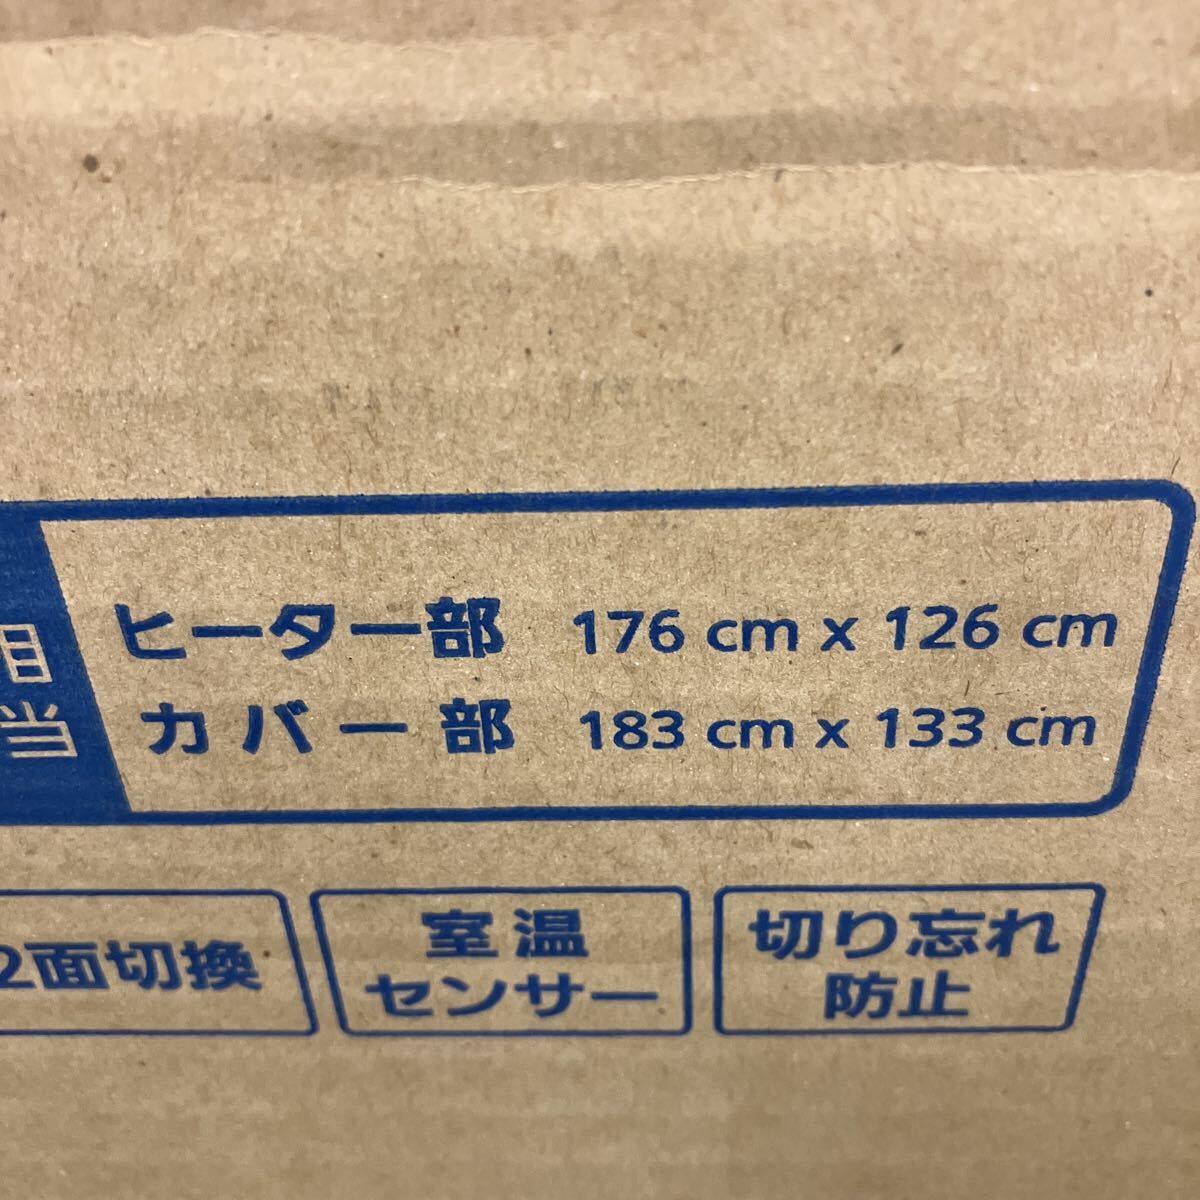 ヒーター部 176 cm x 126 cm
カバー部 183 cm x 133 cm
当
2面切換
室温
センサー
切り忘れ
防止